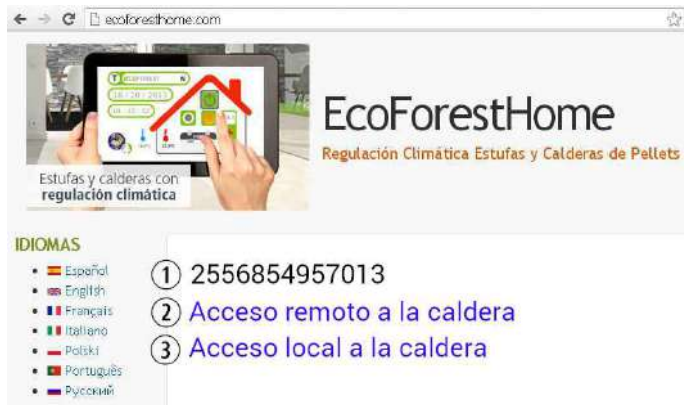 ecoforesthome.com
EcoForestHome
Regulación Climática Estufas y Calderas de Pellets
Estufas y calderas con
regulación climática
IDIOMAS
Español
English
Français
Italiano
Polski
Português
Русский
1 2556854957013
2 Acceso remoto a la caldera
3 Acceso local a la caldera